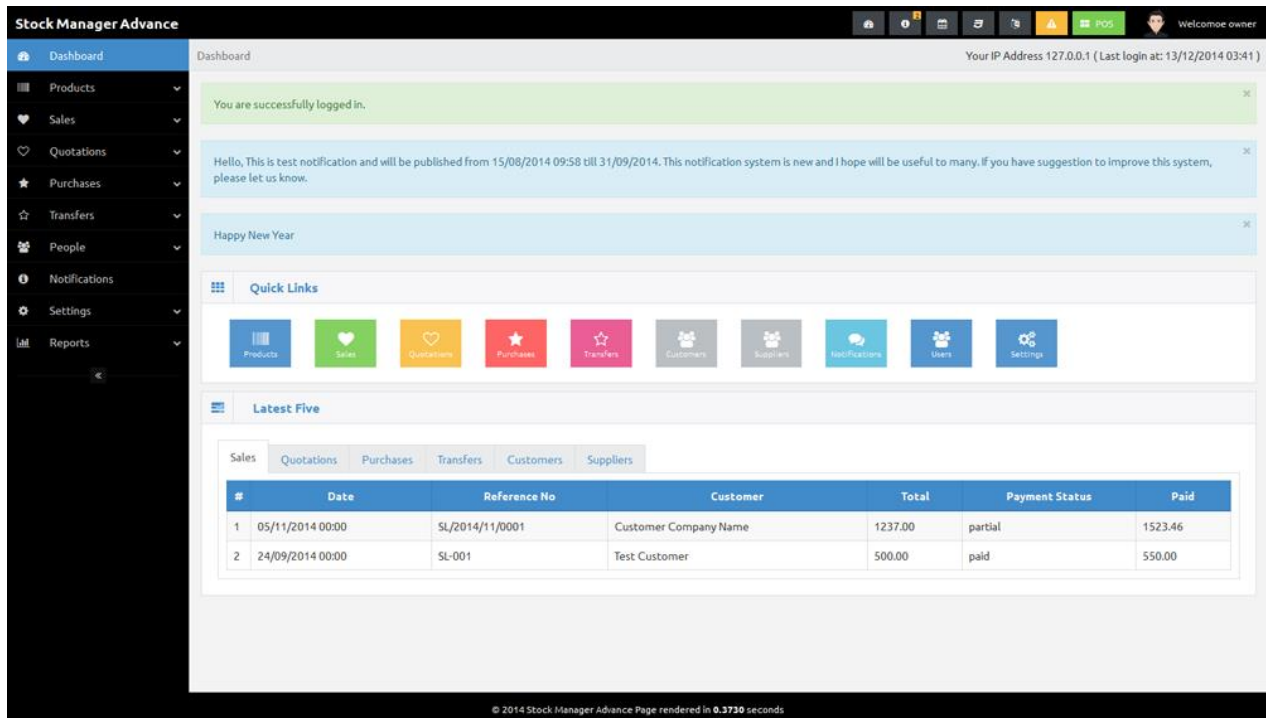 Stock Manager Advance
2
POS
Welcomoe owner
Dashboard
Products
Sales
Quotations
Purchases
Transfers
People
Notifications
Settings
Reports
Dashboard
Your IP Address 127.0.0.1 ( Last login at: 13/12/2014 03:41 )
You are successfully logged in.
Hello, This is test notification and will be published from 15/08/2014 09:58 till 31/09/2014. This notification system is new and I hope will be useful to many. If you have suggestion to improve this system,
please let us know.
Happy New Year
Quick Links
Products Sales Quotations Purchases Transfers Customers Suppliers Notifications Users Settings
Latest Five
Sales Quotations Purchases Transfers Customers Suppliers
# Date Reference No Customer Total Payment Status Paid
1 05/11/2014 00:00 SL/2014/11/0001 Customer Company Name 1237.00 partial 1523.46
2 24/09/2014 00:00 SL-001 Test Customer 500.00 paid 550.00
© 2014 Stock Manager Advance Page rendered in 0.3730 seconds